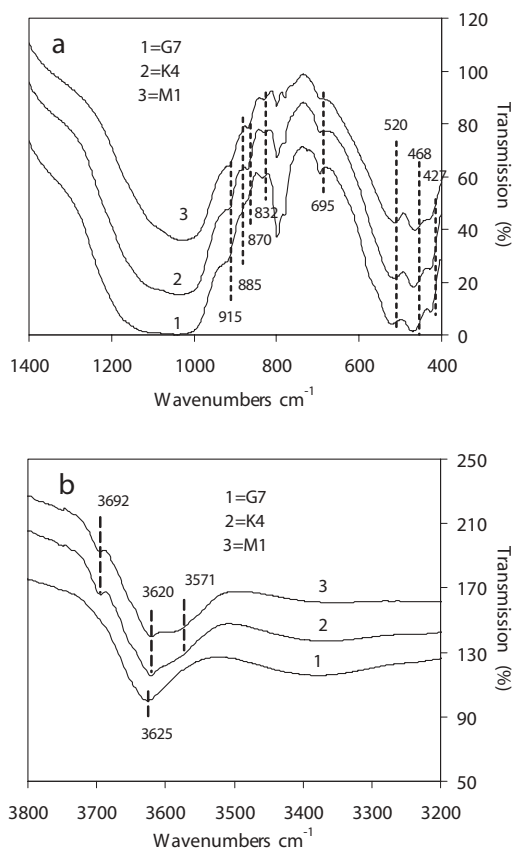 a
1=G7
2=K4
3=M1
3
2
1
915
885
870
832
695
520
468
427
120
100
80
60
40
20
0
Transmission (%)
1400 1200 1000 800 600 400
Wavenumbers cm⁻¹
b
3692
3620
3571
3625
1=G7
2=K4
3=M1
3
2
1
250
210
170
130
90
50
Transmission (%)
3800 3700 3600 3500 3400 3300 3200
Wavenumbers cm⁻¹